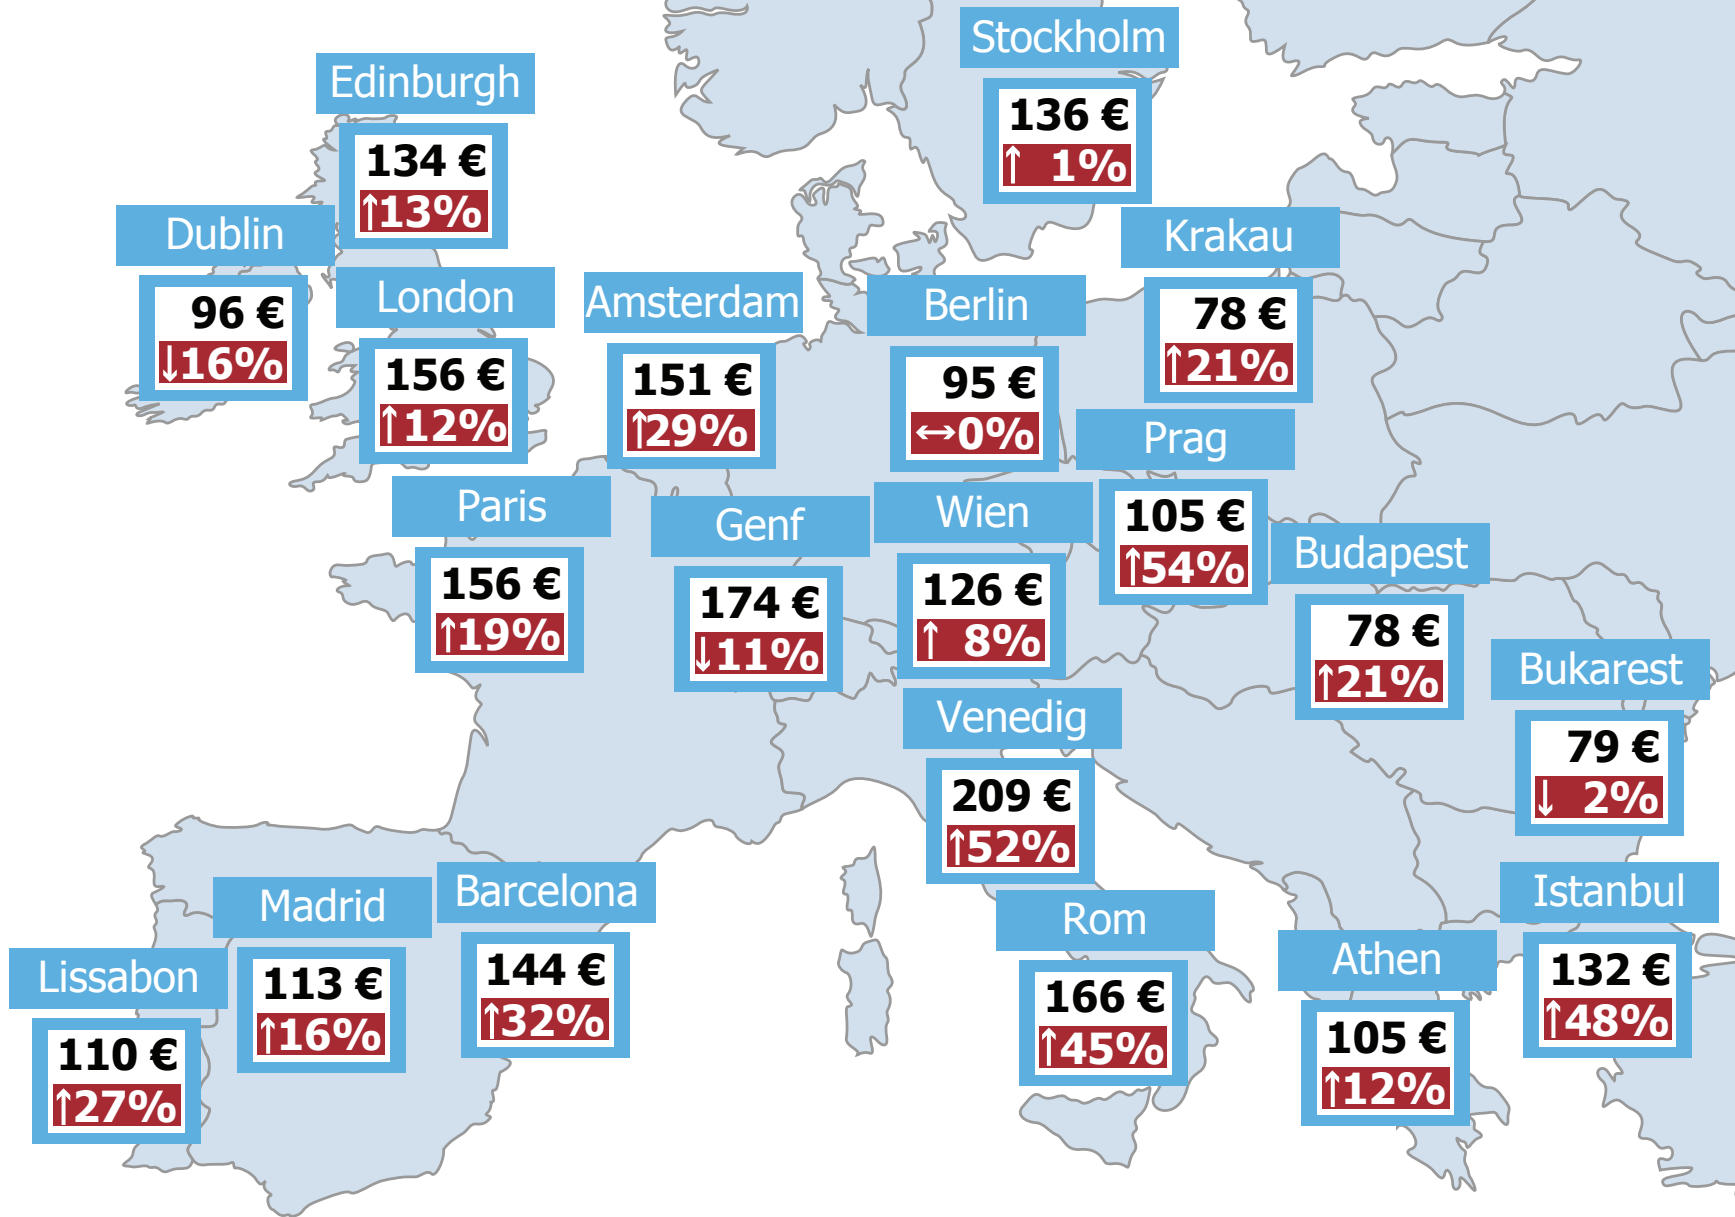 Stockholm
136 €
↑ 1%
Edinburgh
134 €
↑13%
Dublin
96 €
↓16%
Krakau
78 €
↑21%
London
156 €
↑12%
Amsterdam
151 €
↑29%
Berlin
95 €
↔0%
Prag
105 €
↑54%
Paris
156 €
↑19%
Genf
174 €
↓11%
Wien
126 €
↑ 8%
Budapest
78 €
↑21%
Bukarest
79 €
↓ 2%
Venedig
209 €
↑52%
Madrid
113 €
↑16%
Barcelona
144 €
↑32%
Rom
166 €
↑45%
Istanbul
132 €
↑48%
Athen
105 €
↑12%
Lissabon
110 €
↑27%